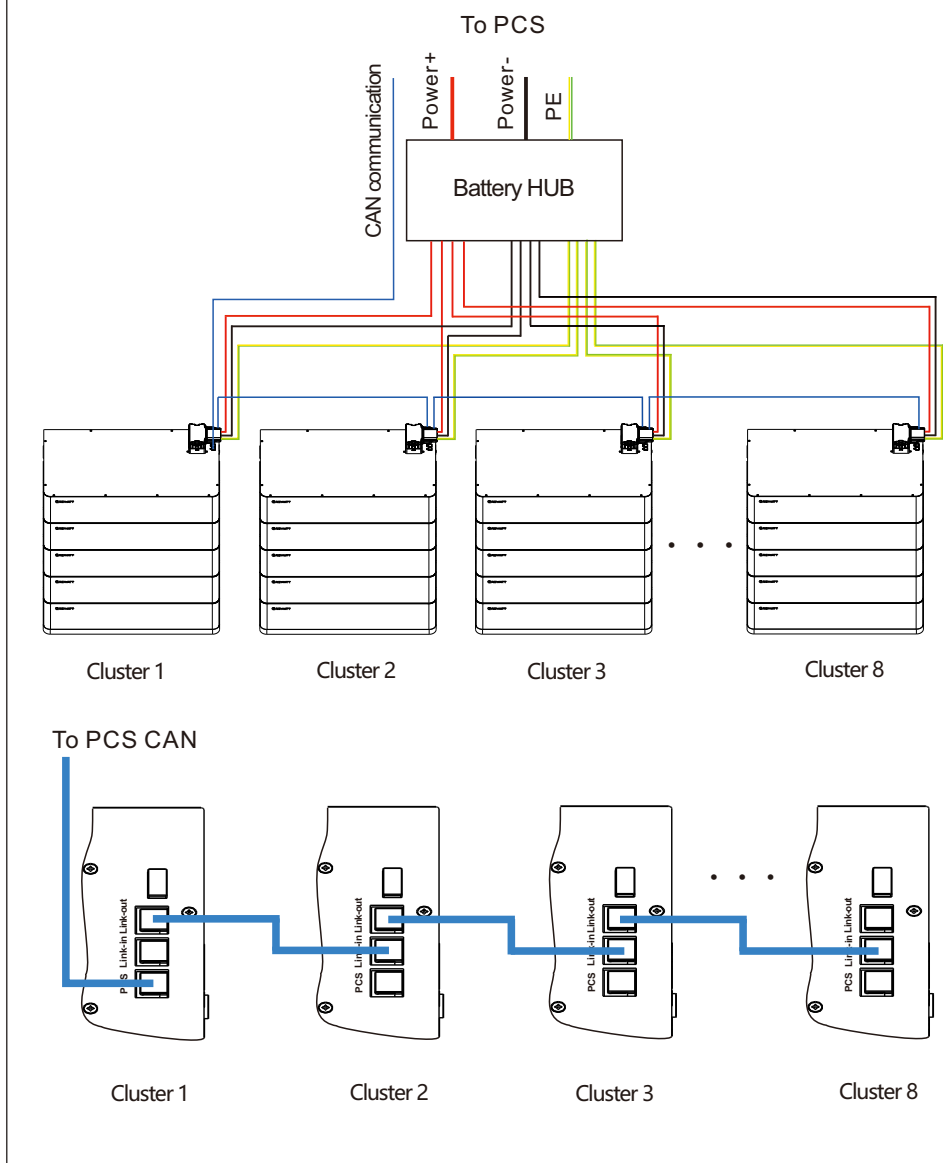 To PCS
CAN communication
Power+
Power-
PE
Battery HUB
Cluster 1
Cluster 2
Cluster 3
Cluster 8
To PCS CAN
PCS Link-in Link-out
PCS Link-in Link-out
PCS Link-in Link-out
PCS Link-in Link-out
Cluster 1
Cluster 2
Cluster 3
Cluster 8